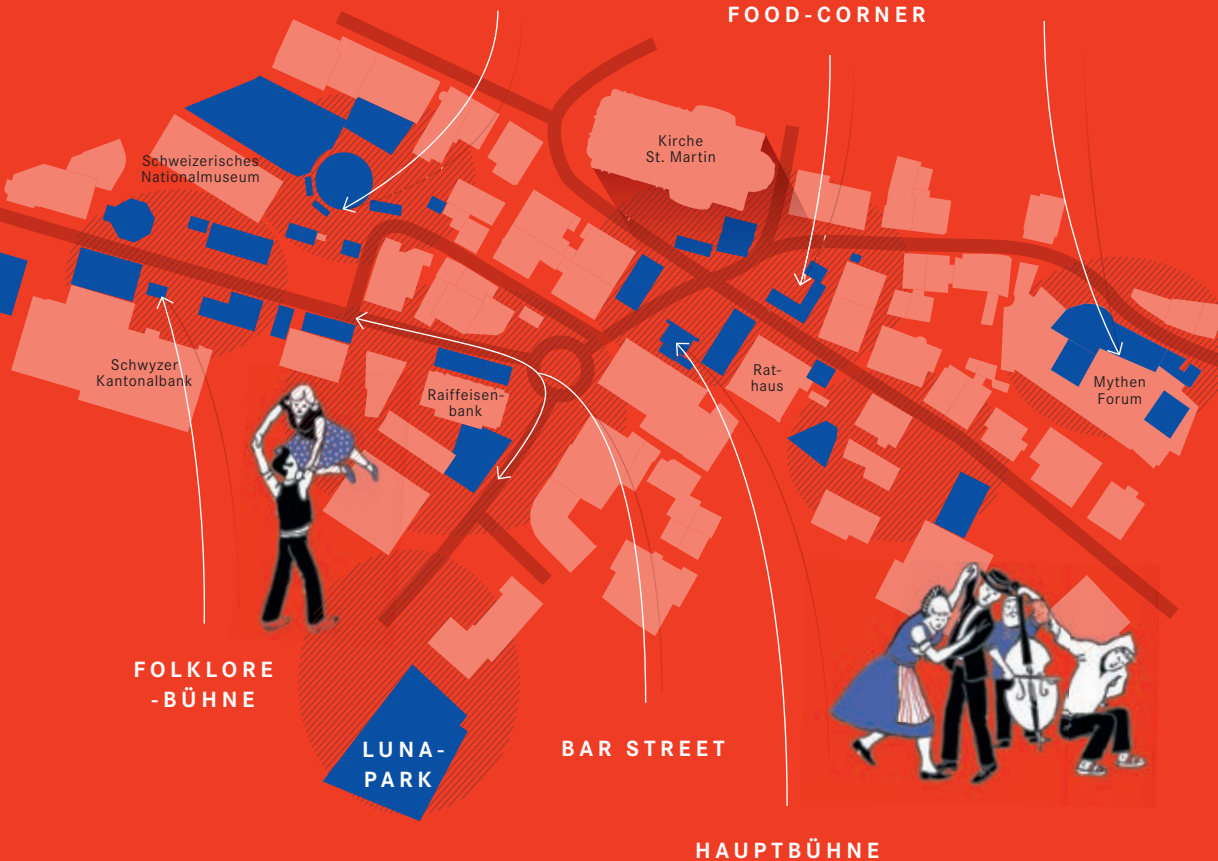 FOOD-CORNER
Kirche
St. Martin
Schweizerisches
Nationalmuseum
Schwyzer
Kantonalbank
Raiffeisen-
bank
Rat-
haus
Mythen
Forum
FOLKLORE
-BÜHNE
LUNA-
PARK
BAR STREET
HAUPTBÜHNE